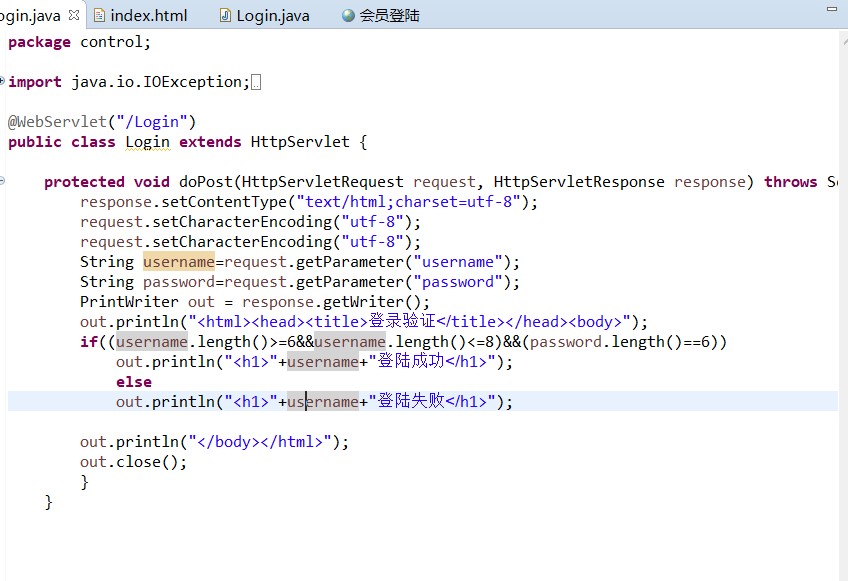 ogin.java index.html Login.java 会员登陆
package control;
import java.io.IOException;
@WebServlet("/Login")
public class Login extends HttpServlet {
protected void doPost(HttpServletRequest request, HttpServletResponse response) throws Se
response.setContentType("text/html;charset=utf-8");
request.setCharacterEncoding("utf-8");
request.setCharacterEncoding("utf-8");
String username=request.getParameter("username");
String password=request.getParameter("password");
PrintWriter out = response.getWriter();
out.println("<html><head><title>登录验证</title></head><body>");
if((username.length()>=6&&username.length()<=8)&&(password.length()==6))
out.println("<h1>"+username+"登陆成功</h1>");
else
out.println("<h1>"+username+"登陆失败</h1>");
out.println("</body></html>");
out.close();
}
}